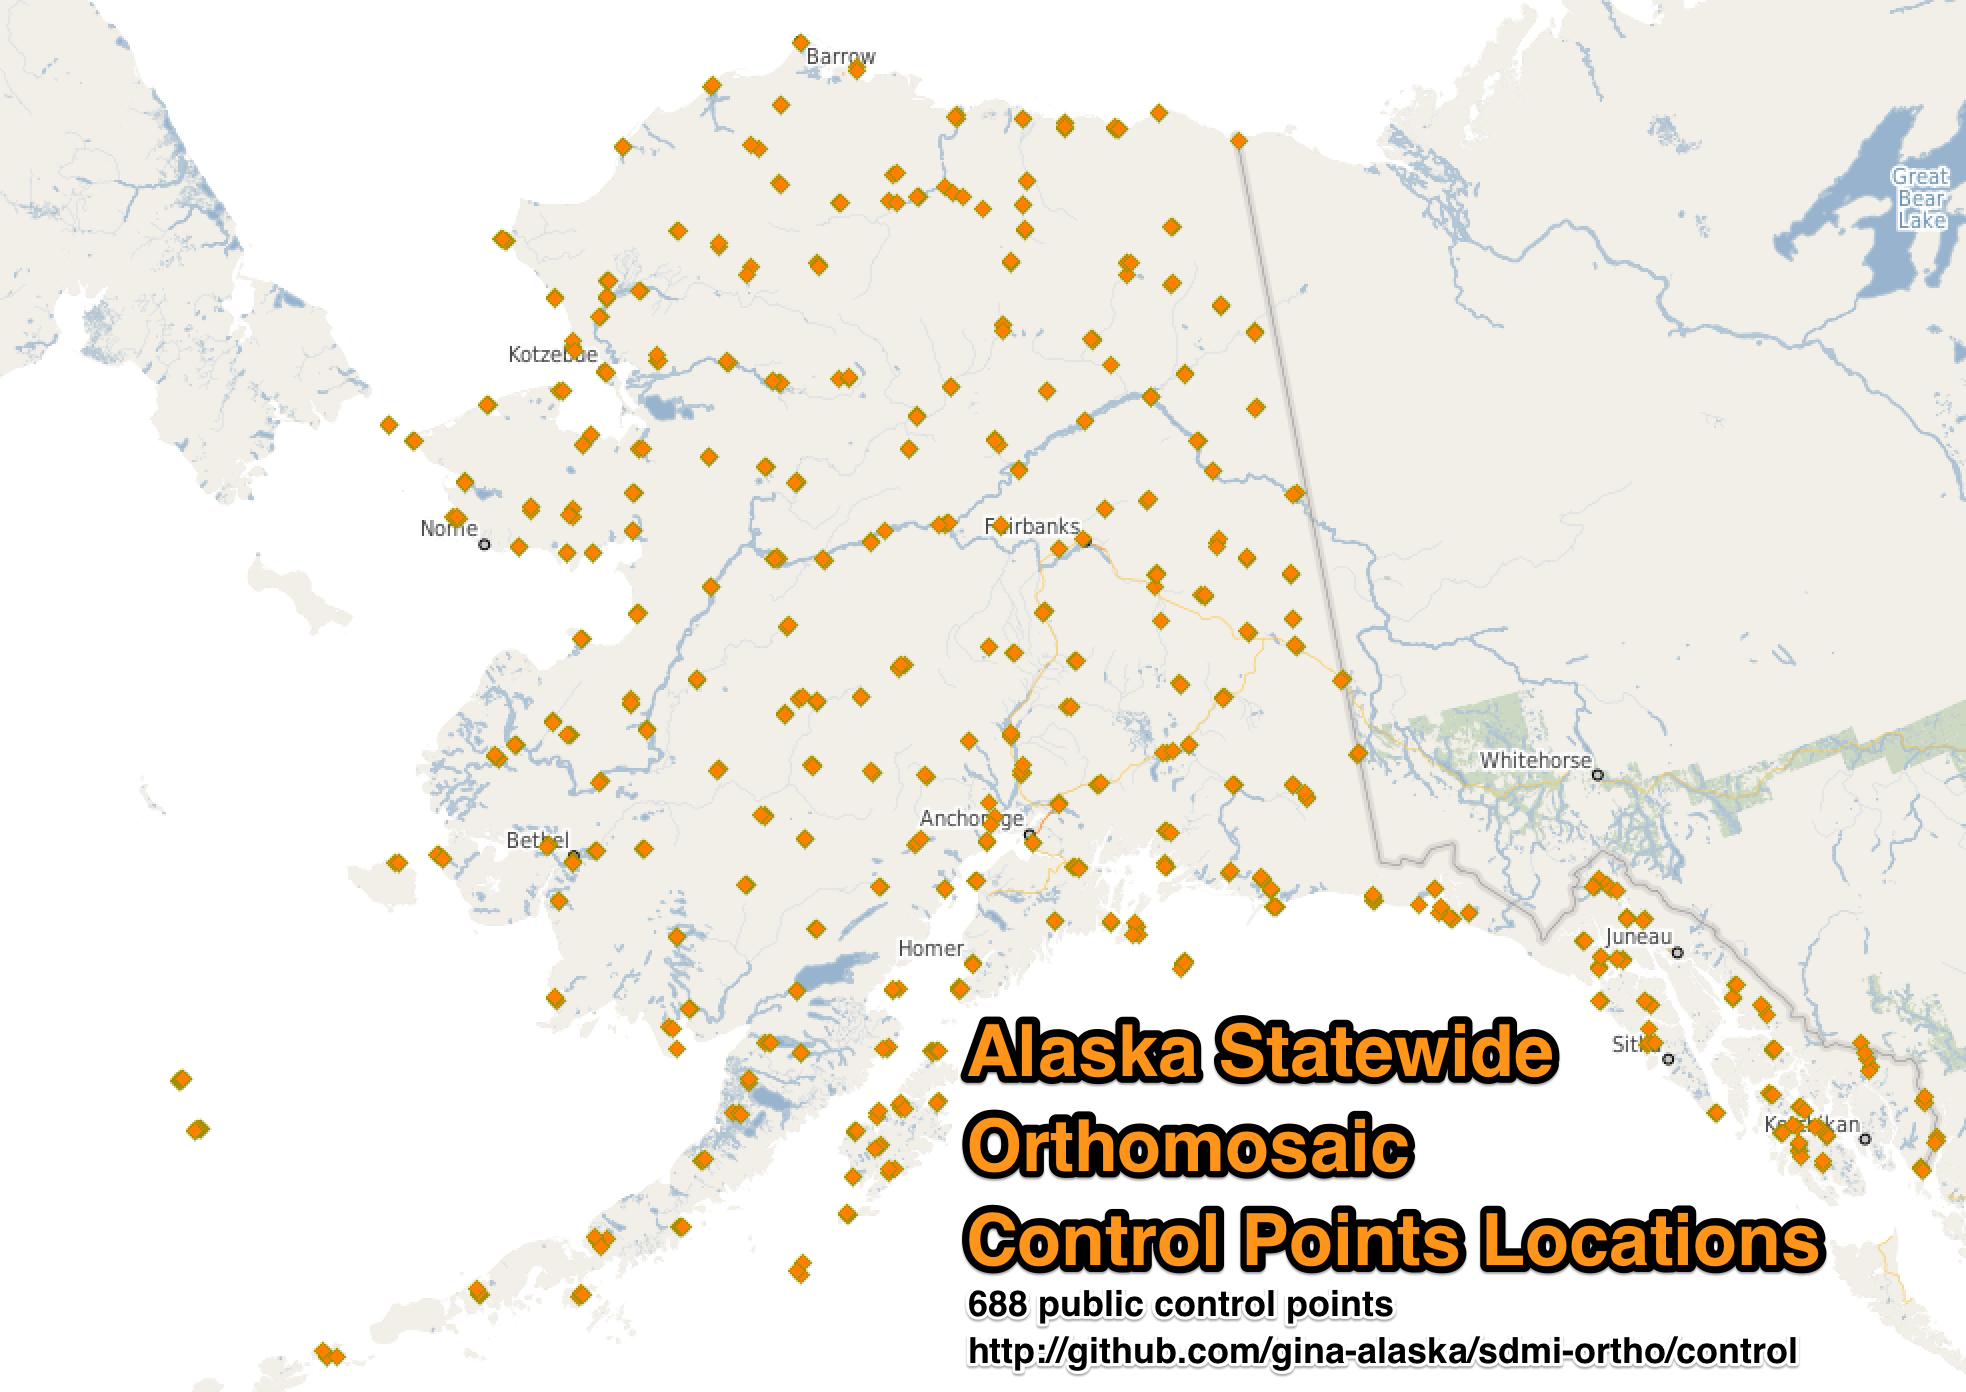 Barrow
Great
Bear
Lake
Kotzebue
Nome
Fairbanks
Whitehorse
Anchorage
Bethel
Homer
Juneau
Sitka
Ketchikan
Alaska Statewide
Orthomosaic
Control Points Locations
688 public control points
http://github.com/gina-alaska/sdmi-ortho/control